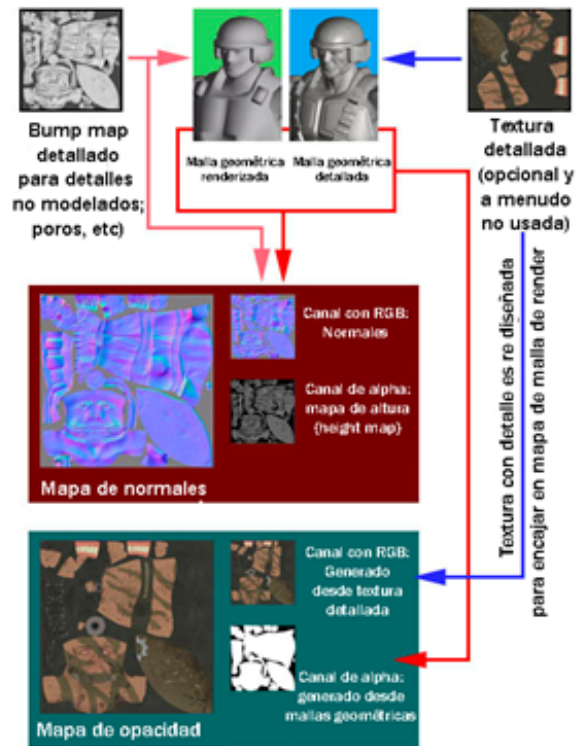 Bump map
detallado
para detalles
no modelados;
poros, etc)
Malla geométrica
renderizada
Malla geométrica
detallada
Textura
detallada
(opcional y
a menudo
no usada)
Canal con RGB:
Normales
Canal de alpha:
mapa de altura
(height map)
Mapa de normales
Textura con detalle es re diseñada
para encajar en mapa de malla de render
Canal con RGB:
Generado
desde textura
detallada
Canal de alpha:
generado desde
mallas geométricas
Mapa de opacidad